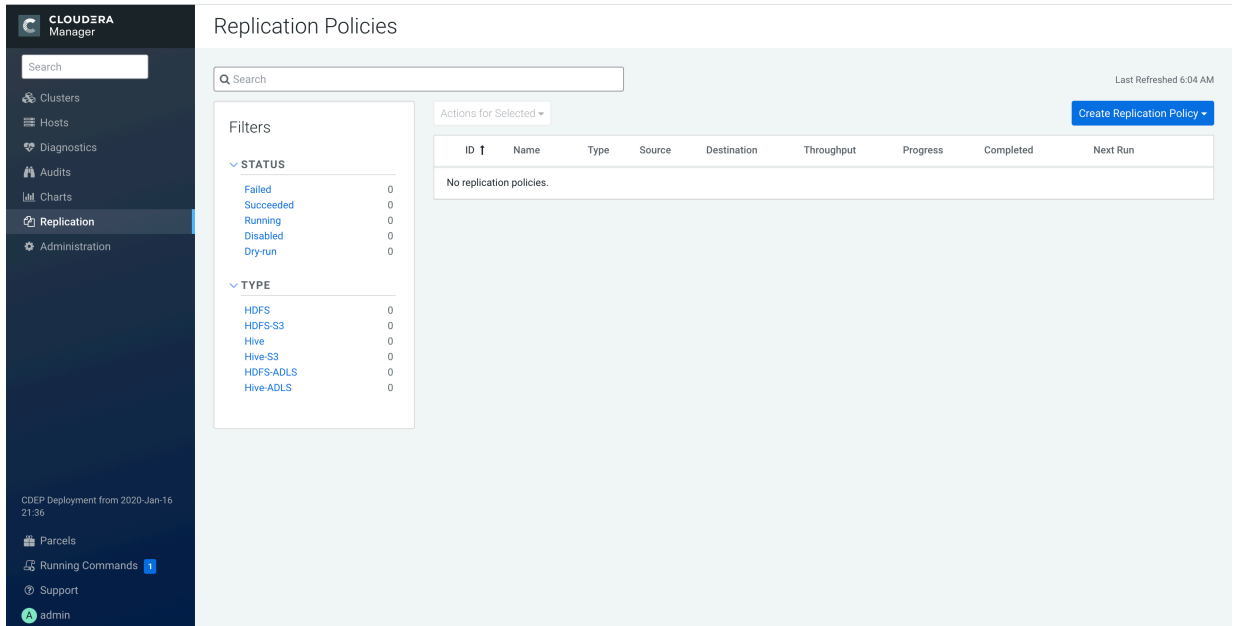 CLOUDERA
Manager
Search
Clusters
Hosts
Diagnostics
Audits
Charts
Replication
Administration
CDEP Deployment from 2020-Jan-16
21:36
Parcels
Running Commands 1
Support
A admin
Replication Policies
Search
Last Refreshed 6:04 AM
Filters
STATUS
Failed 0
Succeeded 0
Running 0
Disabled 0
Dry-run 0
TYPE
HDFS 0
HDFS-S3 0
Hive 0
Hive-S3 0
HDFS-ADLS 0
Hive-ADLS 0
Actions for Selected
Create Replication Policy
ID Name Type Source Destination Throughput Progress Completed Next Run
No replication policies.